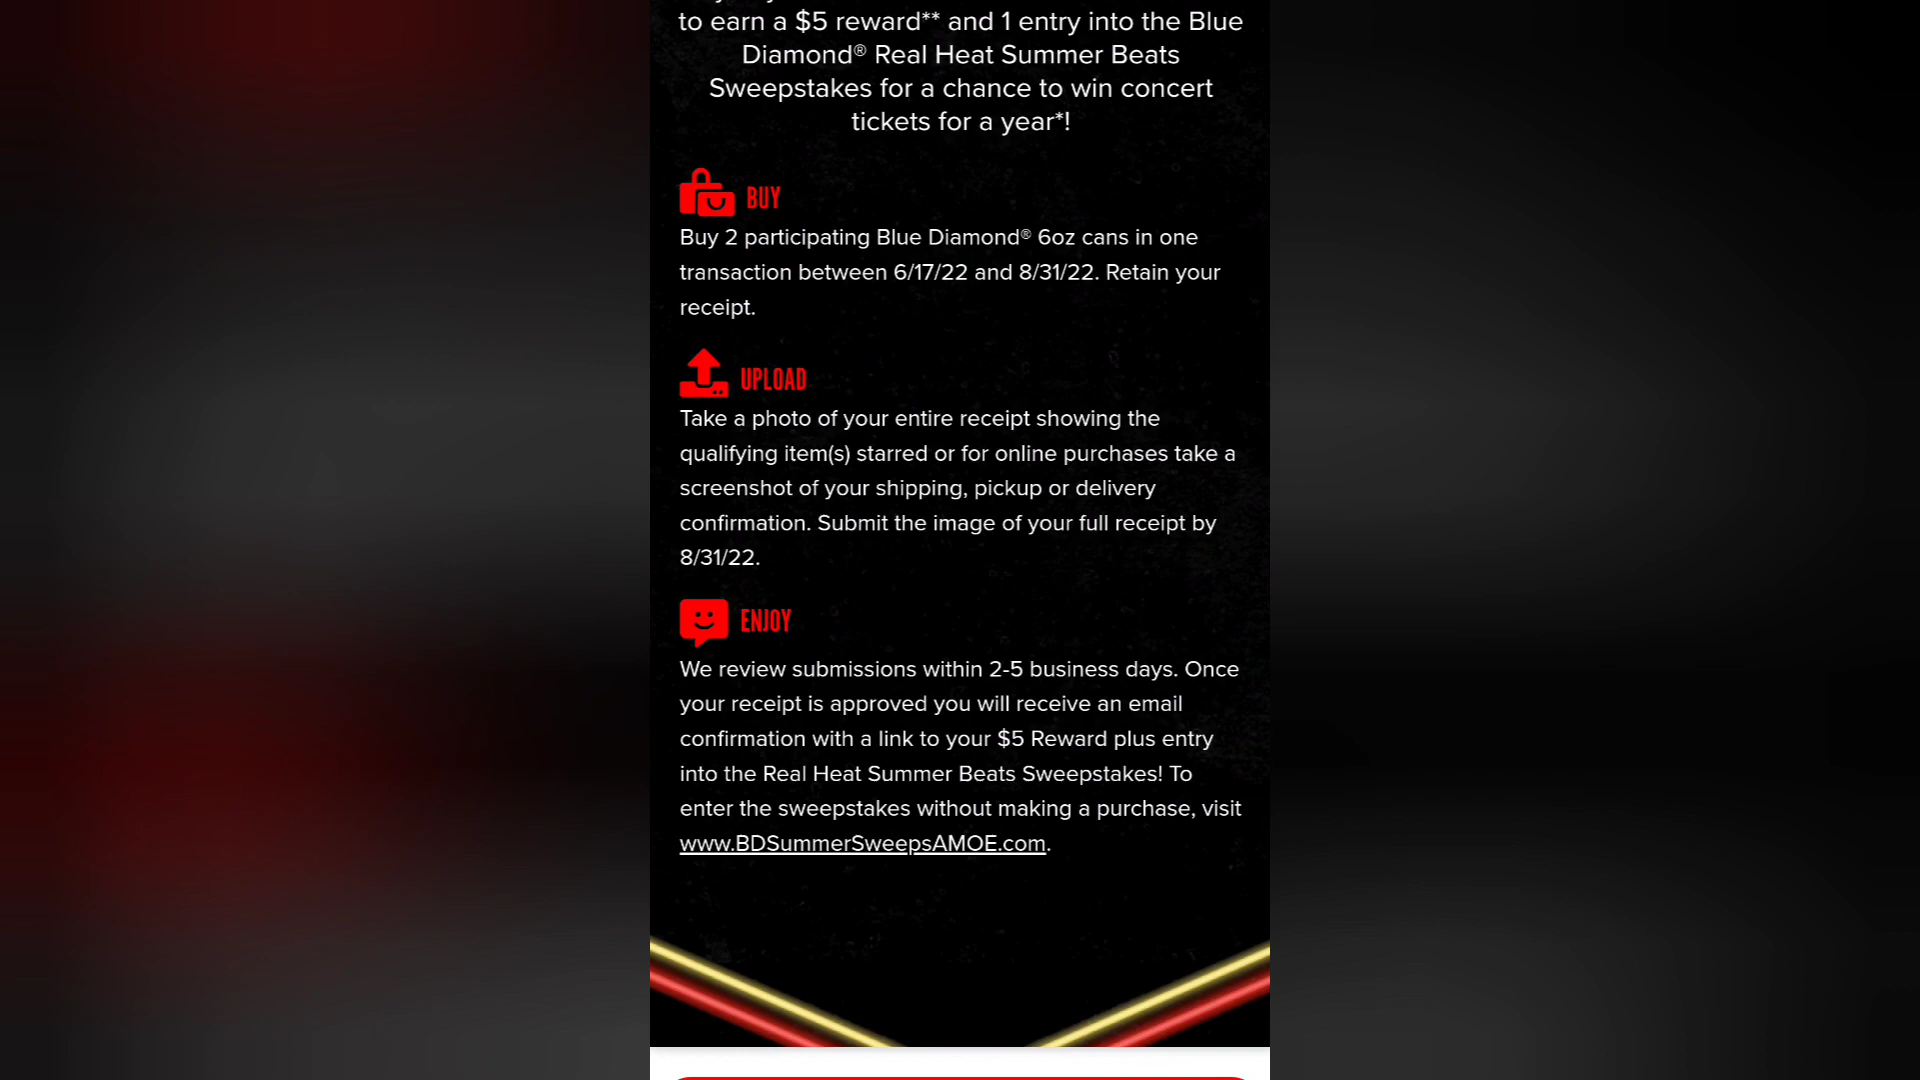 to earn a $5 reward** and 1 entry into the Blue
Diamond® Real Heat Summer Beats
Sweepstakes for a chance to win concert
tickets for a year*!
BUY
Buy 2 participating Blue Diamond® 6oz cans in one
transaction between 6/17/22 and 8/31/22. Retain your
receipt.
UPLOAD
Take a photo of your entire receipt showing the
qualifying item(s) starred or for online purchases take a
screenshot of your shipping, pickup or delivery
confirmation. Submit the image of your full receipt by
8/31/22.
ENJOY
We review submissions within 2-5 business days. Once
your receipt is approved you will receive an email
confirmation with a link to your $5 Reward plus entry
into the Real Heat Summer Beats Sweepstakes! To
enter the sweepstakes without making a purchase, visit
www.BDSummerSweepsAMOE.com.